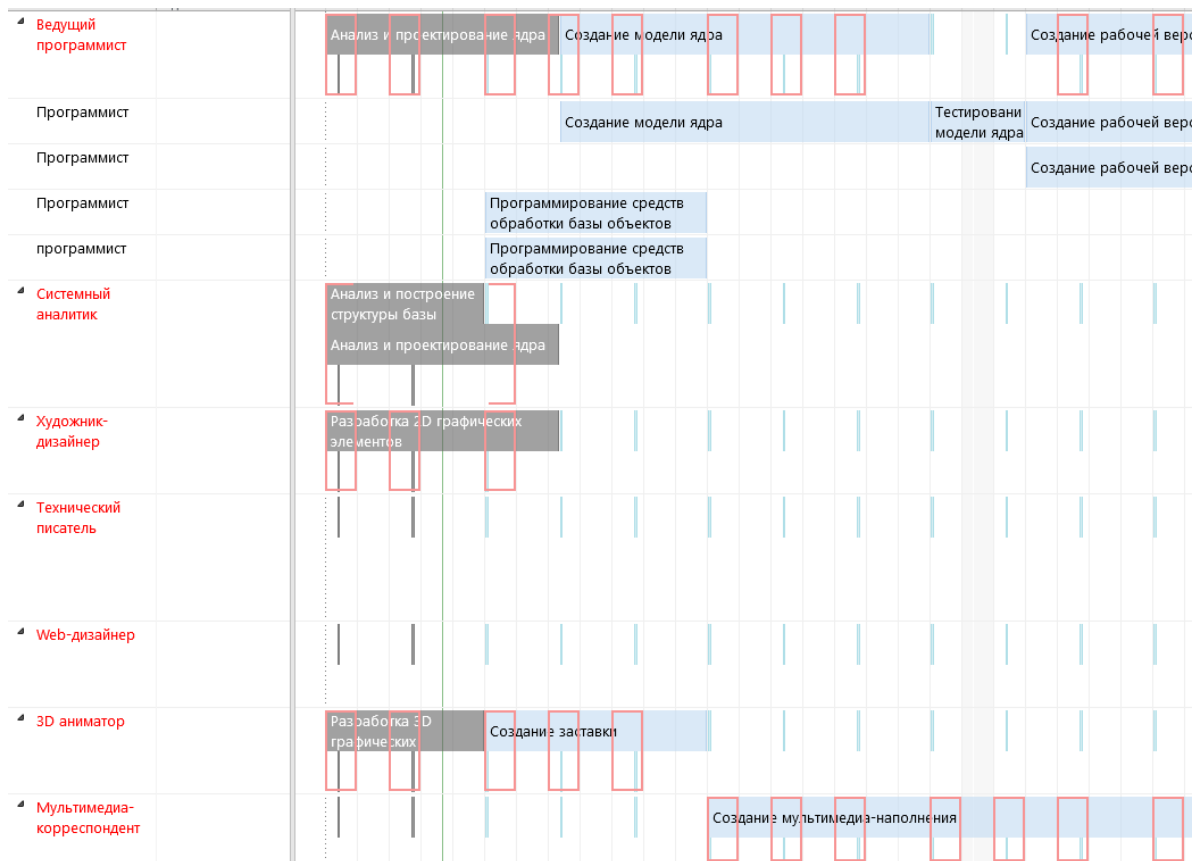 Ведущий
программист
Анализ и проектирование ядра
Создание модели ядра
Создание рабочей верс
Программист
Создание модели ядра
Тестировани
модели ядра
Создание рабочей верс
Программист
Создание рабочей верс
Программист
Программирование средств
обработки базы объектов
программист
Программирование средств
обработки базы объектов
Системный
аналитик
Анализ и построение
структуры базы
Анализ и проектирование ядра
Художник-
дизайнер
Разработка 2D графических
элементов
Технический
писатель
Web-дизайнер
3D аниматор
Разработка 3D
графических
Создание заставки
Мультимедиа-
корреспондент
Создание мультимедиа-наполнения